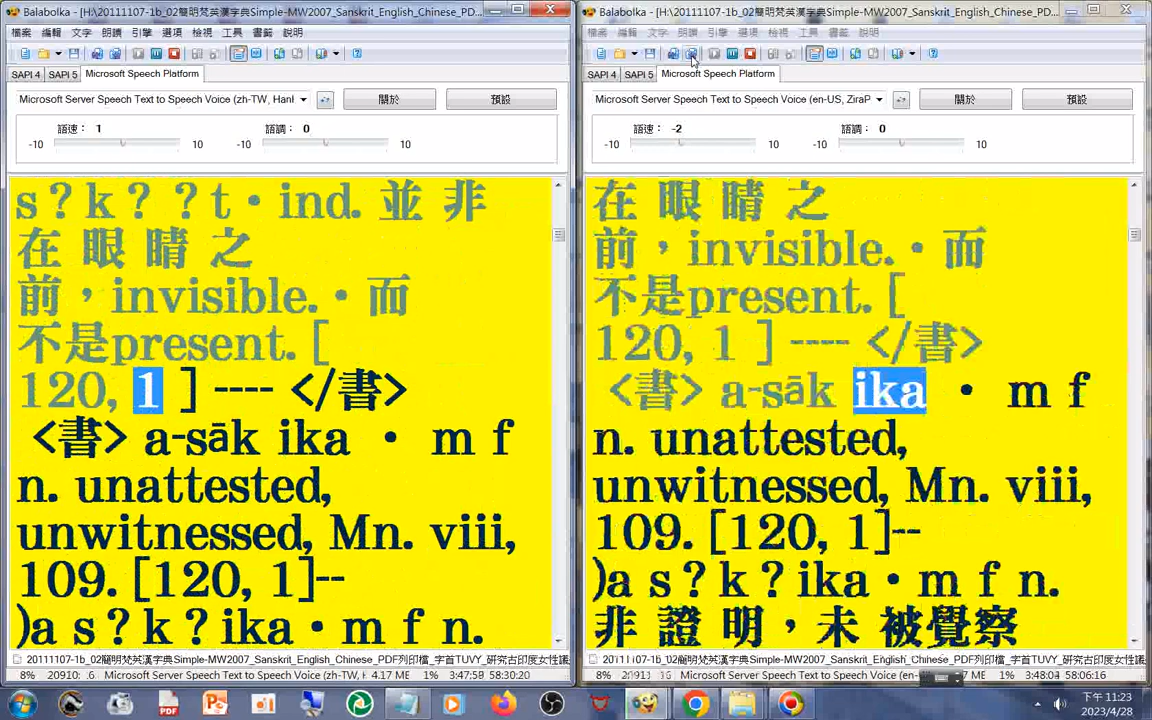 Balabolka - [H:\20111107-1b_02簡明梵英漢字典Simple-MW2007_Sanskrit_English_Chinese_PD...
檔案 編輯 文字 朗讀 引擎 選項 檢視 工具 書籤 說明
SAPI 4 SAPI 5 Microsoft Speech Platform
Microsoft Server Speech Text to Speech Voice (zh-TW, Hanl
關於
預設
語速： 1
語調： 0
-10 10 -10 10
s？k？？t・ind. 並 非
在 眼 睛 之
前，invisible.・而
不是present. [
120, 1 ] ---- </書>
<書> a-sāk ika ・ m f
n. unattested,
unwitnessed, Mn. viii,
109. [120, 1]--
)a s？k？ika・m f n.
20111107-1b_02簡明梵英漢字典Simple-MW2007_Sanskrit_English_Chinese_PDF列印檔_字首TUVY_研究古印度女性議
8% Microsoft Server Speech Text to Speech Voice (zh-TW, H 4.17 MB 1% 3:47:59 58:30:20
Balabolka - [H:\20111107-1b_02簡明梵英漢字典Simple-MW2007_Sanskrit_English_Chinese_PD...
檔案 編輯 文字 朗讀 引擎 選項 檢視 工具 書籤 說明
SAPI 4 SAPI 5 Microsoft Speech Platform
Microsoft Server Speech Text to Speech Voice (en-US, ZiraP
關於
預設
語速： -2
語調： 0
-10 10 -10 10
在 眼 睛 之
前，invisible.・而
不是present. [
120, 1 ] ---- </書>
<書> a-sāk ika ・ m f
n. unattested,
unwitnessed, Mn. viii,
109. [120, 1]--
)a s？k？ika・m f n.
非 證 明，未 被覺察
20111107-1b_02簡明梵英漢字典Simple-MW2007_Sanskrit_English_Chinese_PDF列印檔_字首TUVY_研究古印度女性議
8% Microsoft Server Speech Text to Speech Voice (en-US, Z 4.17 MB 1% 3:48:04 58:06:16
下午 11:23
2023/4/28